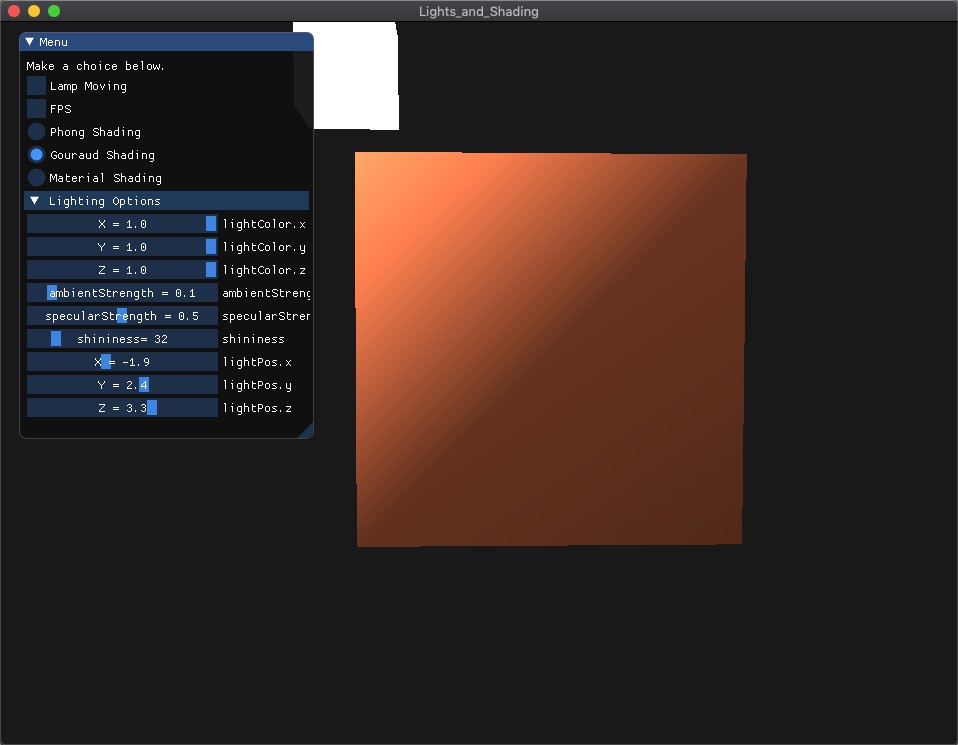 Lights_and_Shading
Menu
Make a choice below.
Lamp Moving
FPS
Phong Shading
Gouraud Shading
Material Shading
Lighting Options
X = 1.0 lightColor.x
Y = 1.0 lightColor.y
Z = 1.0 lightColor.z
ambientStrength = 0.1 ambientStreng
specularStrength = 0.5 specularStren
shininess= 32 shininess
X = -1.9 lightPos.x
Y = 2.4 lightPos.y
Z = 3.3 lightPos.z